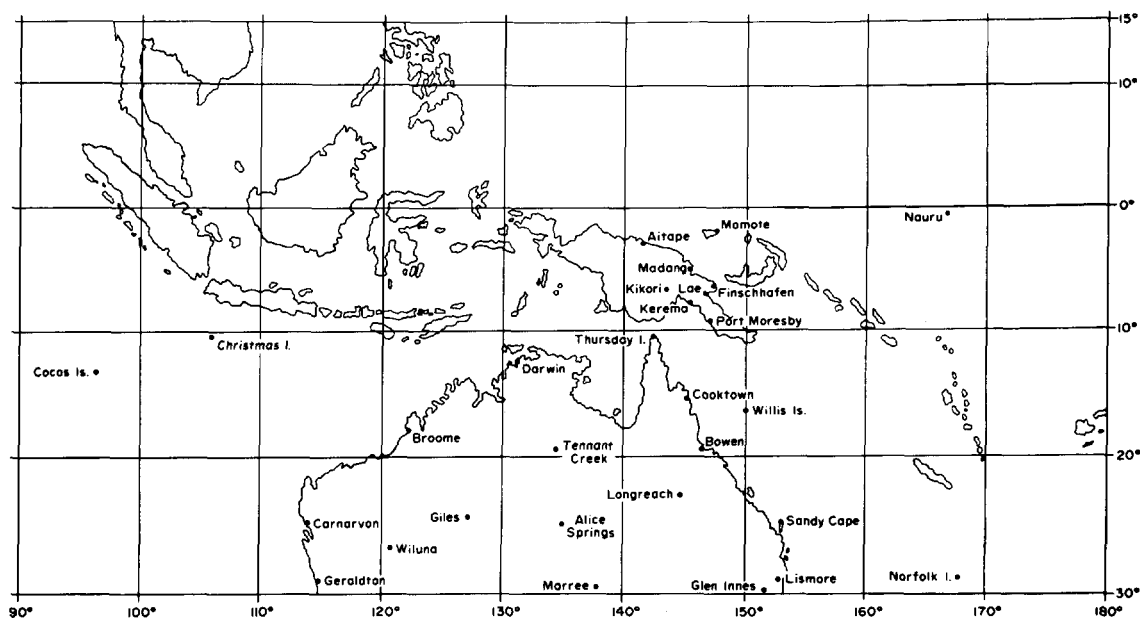 15°
10°
0°
Nauru
Momote
Aitape
Madang
Kikori
Lae
Finschhafen
Kerema
Port Moresby
10°
Thursday I.
Christmas I.
Cocos Is.
Darwin
Cooktown
Willis Is.
Broome
Tennant
Creek
Bowen
20°
Longreach
Carnarvon
Giles
Alice
Springs
Sandy Cape
Wiluna
Geraldton
Marree
Glen Innes
Lismore
Norfolk I.
30°
90°
100°
110°
120°
130°
140°
150°
160°
170°
180°